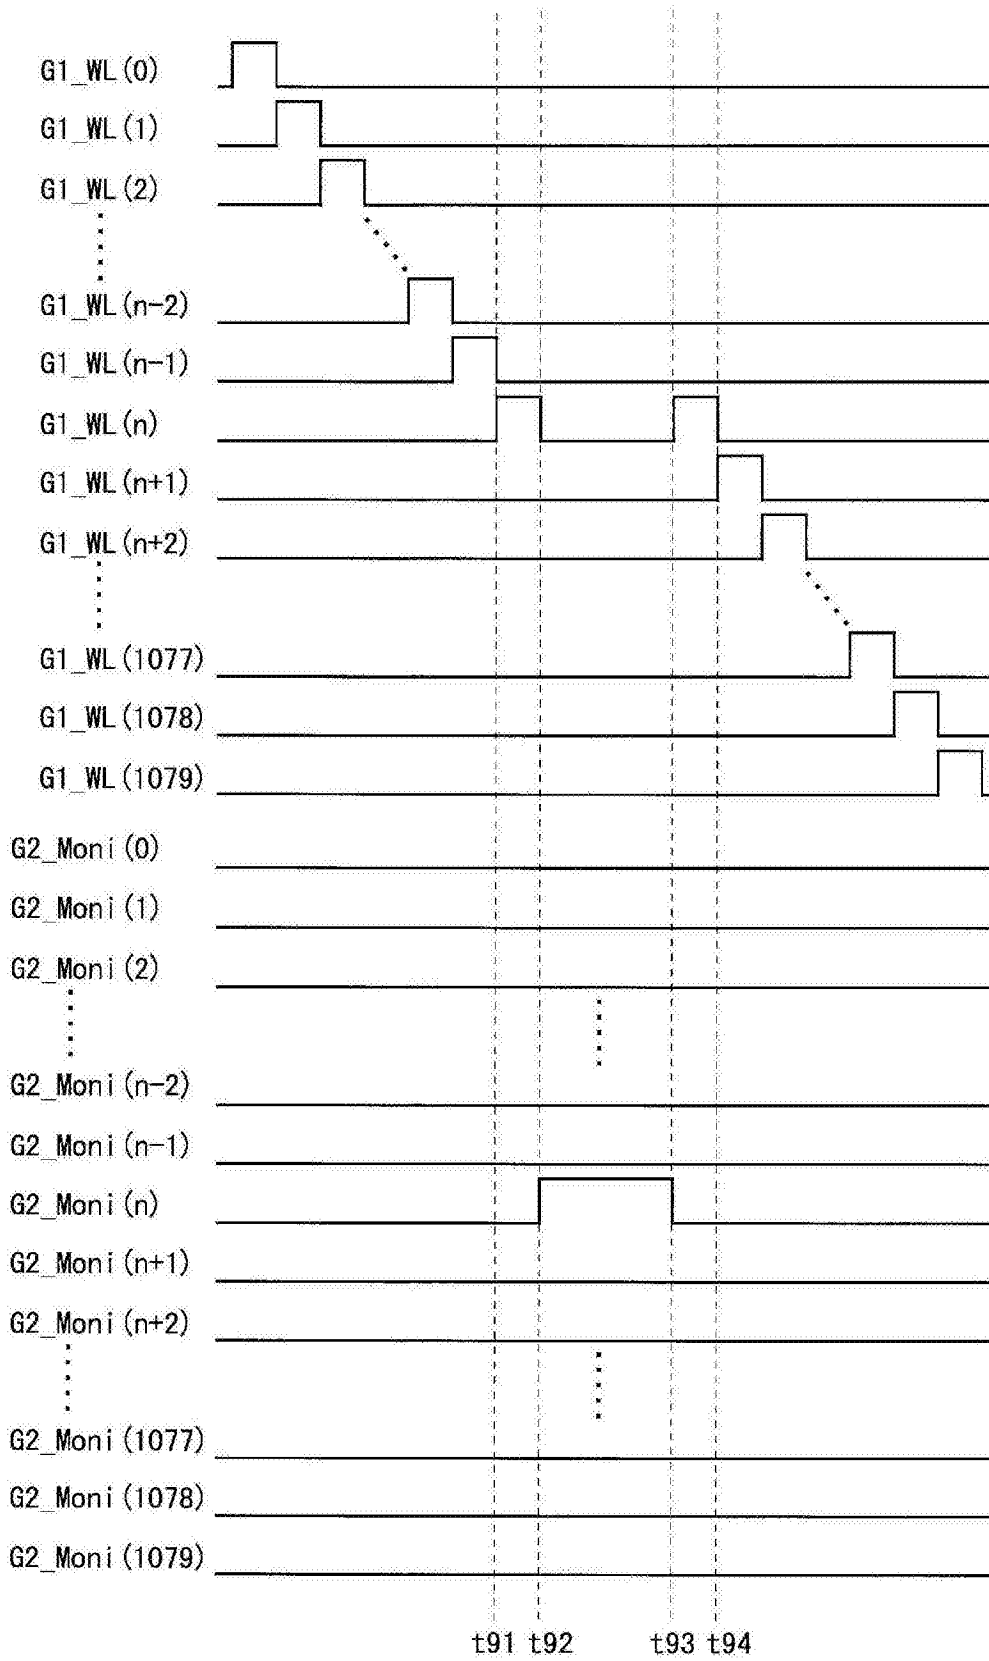 G1_WL(0)
G1_WL(1)
G1_WL(2)
G1_WL(n-2)
G1_WL(n-1)
G1_WL(n)
G1_WL(n+1)
G1_WL(n+2)
G1_WL(1077)
G1_WL(1078)
G1_WL(1079)
G2_Moni(0)
G2_Moni(1)
G2_Moni(2)
G2_Moni(n-2)
G2_Moni(n-1)
G2_Moni(n)
G2_Moni(n+1)
G2_Moni(n+2)
G2_Moni(1077)
G2_Moni(1078)
G2_Moni(1079)
t91 t92 t93 t94